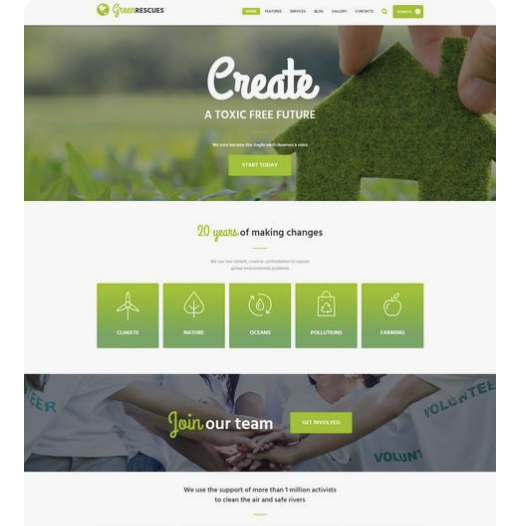 GreenRESCUES
HOME FEATURES SERVICES BLOG GALLERY CONTACTS DONATE
Create
A TOXIC FREE FUTURE
We exist because the fragile earth deserves a voice
START TODAY
20 years of making changes
We use non-violent, creative confrontation to expose
global environmental problems
CLIMATE NATURE OCEANS POLLUTIONS FARMING
EER
VOLUNTEE
VOLUNT
Join our team GET INVOLVED
We use the support of more than 1 million activists
to clean the air and safe rivers